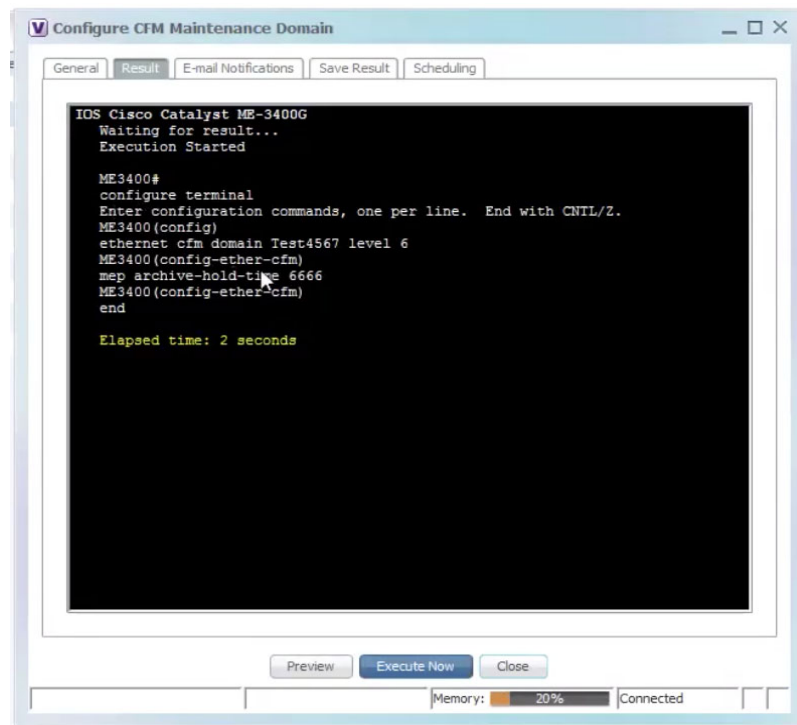 V Configure CFM Maintenance Domain
General Result E-mail Notifications Save Result Scheduling
IOS Cisco Catalyst ME-3400G
Waiting for result...
Execution Started
ME3400#
configure terminal
Enter configuration commands, one per line. End with CNTL/Z.
ME3400(config)
ethernet cfm domain Test4567 level 6
ME3400(config-ether-cfm)
mep archive-hold-time 6666
ME3400(config-ether-cfm)
end
Elapsed time: 2 seconds
Preview Execute Now Close
Memory: 20% Connected